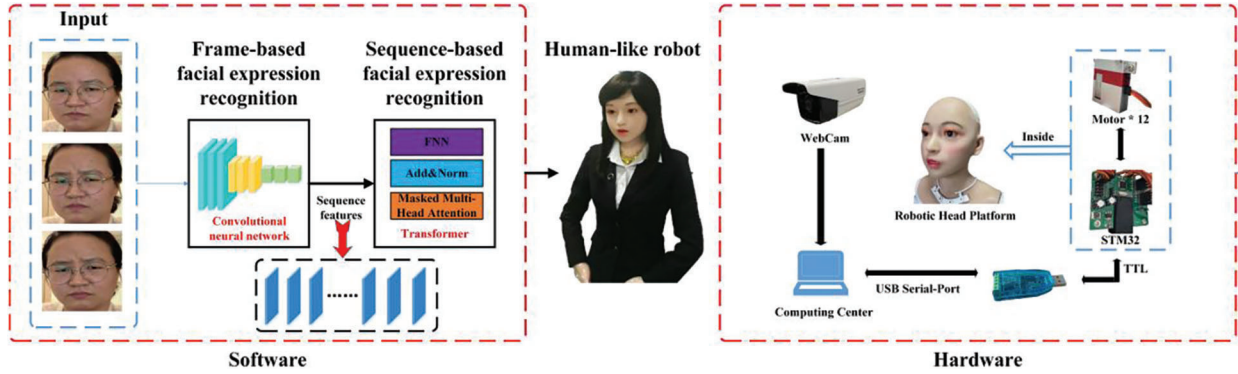 Input
Frame-based
facial expression
recognition
Convolutional
neural network
Sequence
features
Sequence-based
facial expression
recognition
FNN
Add&Norm
Masked Multi-
Head Attention
Transformer
......
Software
Human-like robot
WebCam
Computing Center
USB Serial-Port
Robotic Head Platform
Inside
Motor * 12
STM32
TTL
Hardware